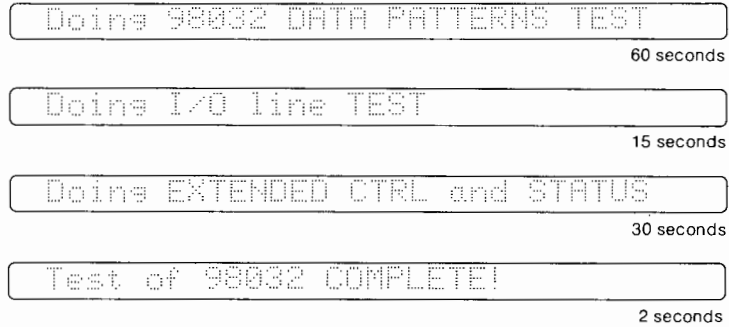 Doing 98032 DATA PATTERNS TEST
60 seconds
Doing I/O line TEST
15 seconds
Doing EXTENDED CTRL and STATUS
30 seconds
Test of 98032 COMPLETE!
2 seconds